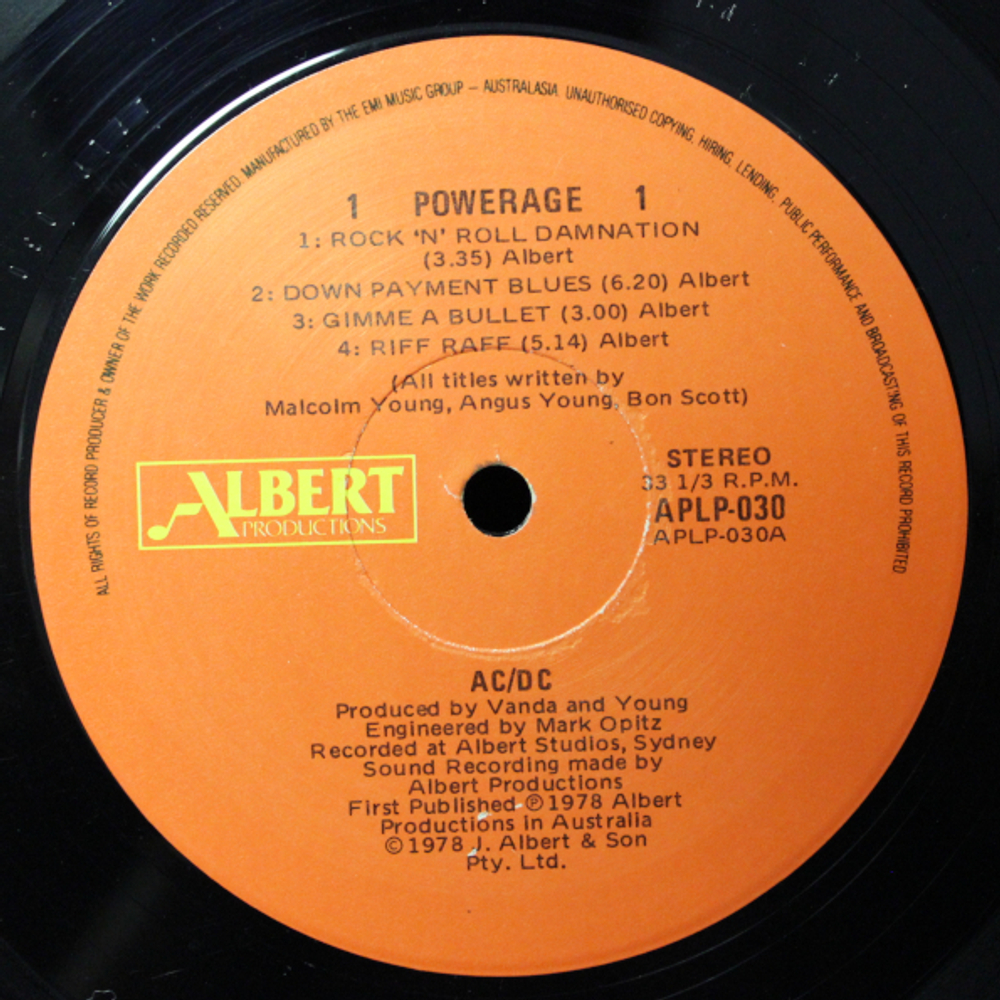 ALL RIGHTS OF RECORD PRODUCER & OWNER OF THE WORK RECORDED RESERVED. MANUFACTURED BY THE EMI MUSIC GROUP – AUSTRALASIA. UNAUTHORISED COPYING, HIRING, LENDING, PUBLIC PERFORMANCE AND BROADCASTING OF THIS RECORD PROHIBITED
1 POWERAGE 1
1: ROCK 'N' ROLL DAMNATION
(3.35) Albert
2: DOWN PAYMENT BLUES (6.20) Albert
3: GIMME A BULLET (3.00) Albert
4: RIFF RAFF (5.14) Albert
(All titles written by
Malcolm Young, Angus Young, Bon Scott)
ALBERT
PRODUCTIONS
STEREO
33 1/3 R.P.M.
APLP-030
APLP-030A
AC/DC
Produced by Vanda and Young
Engineered by Mark Opitz
Recorded at Albert Studios, Sydney
Sound Recording made by
Albert Productions
First Published ℗ 1978 Albert
Productions in Australia
© 1978 J. Albert & Son
Pty. Ltd.